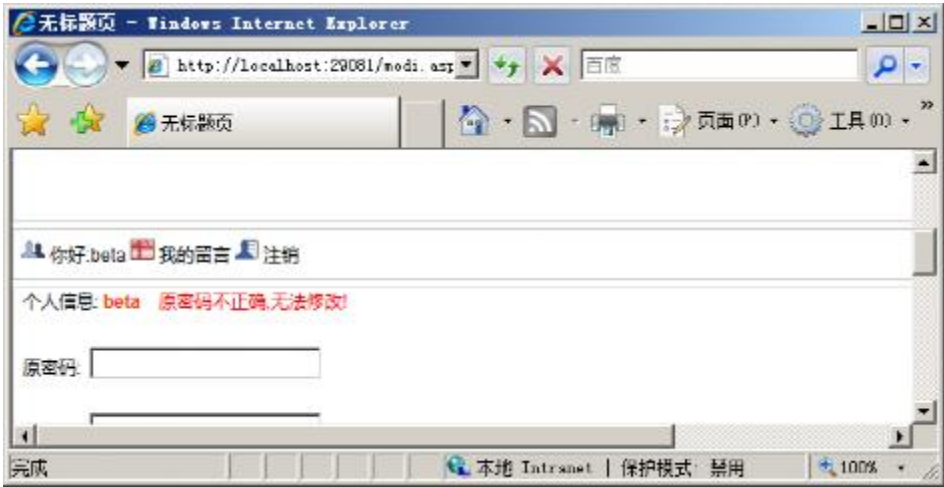 无标题页 - Windows Internet Explorer
http://localhost:29081/modi.asp
百度
无标题页
页面(P)
工具(O)
»
你好:beta 我的留言 注销
个人信息: beta 原密码不正确,无法修改!
原密码:
完成
本地 Intranet | 保护模式: 禁用
100%